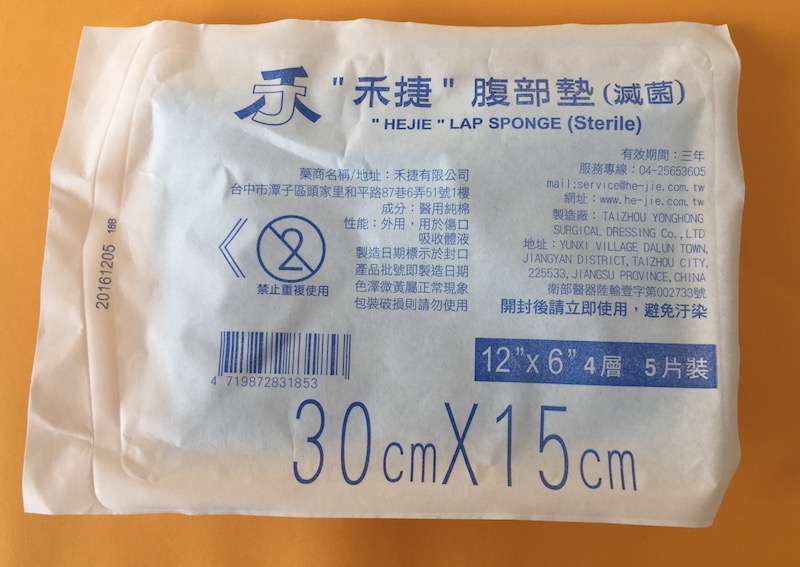 "禾捷"腹部墊(滅菌)
"HEJIE" LAP SPONGE (Sterile)
藥商名稱/地址：禾捷有限公司
台中市潭子區頭家里和平路87巷6弄51號1樓
成分：醫用純棉
性能：外用，用於傷口
吸收體液
製造日期標示於封口
產品批號即製造日期
色澤微黃屬正常現象
包裝破損則請勿使用
有效期間：三年
服務專線：04-25653605
mail:service@he-jie.com.tw
網址：www.he-jie.com.tw
製造廠：TAIZHOU YONGHONG
SURGICAL DRESSING Co.,LTD
地址：YUNXI VILLAGE DALUN TOWN,
JIANGYAN DISTRICT,TAIZHOU CITY,
225533,JIANGSU PROVINCE,CHINA
衛部醫器陸輸壹字第002733號
開封後請立即使用，避免汙染
2
禁止重複使用
20161205 18B
4 719872831853
12"x 6" 4層 5片裝
30cmX15cm